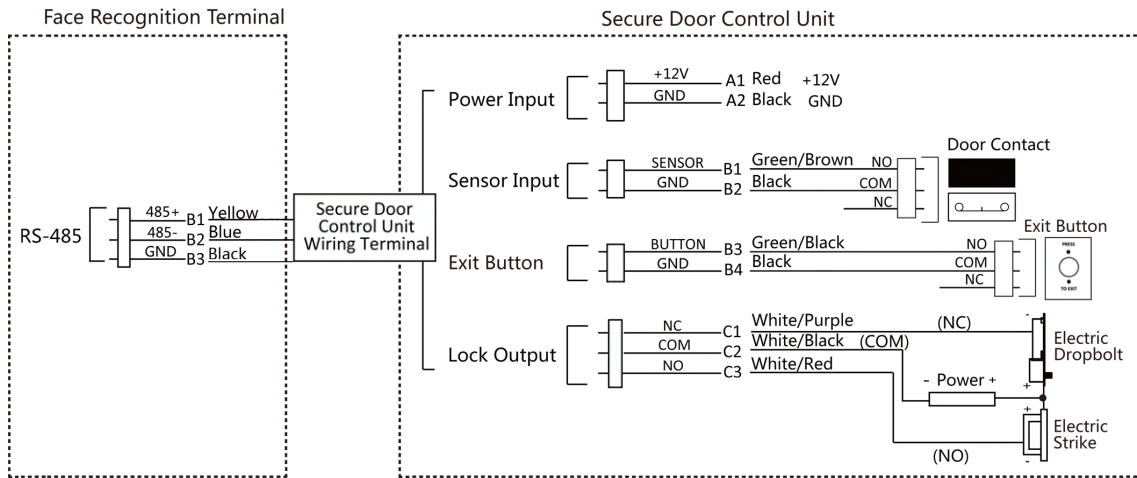 Face Recognition Terminal
Secure Door Control Unit
RS-485
485+ B1 Yellow
485- B2 Blue
GND B3 Black
Secure Door
Control Unit
Wiring Terminal
Power Input
+12V A1 Red +12V
GND A2 Black GND
Sensor Input
SENSOR B1 Green/Brown NO
GND B2 Black COM
NC
Door Contact
Exit Button
BUTTON B3 Green/Black NO
GND B4 Black COM
NC
Exit Button
PRESS
TO EXIT
Lock Output
NC C1 White/Purple (NC)
COM C2 White/Black (COM)
NO C3 White/Red
- Power +
-
Electric
Dropbolt
+
+
Electric
Strike
-
(NO)